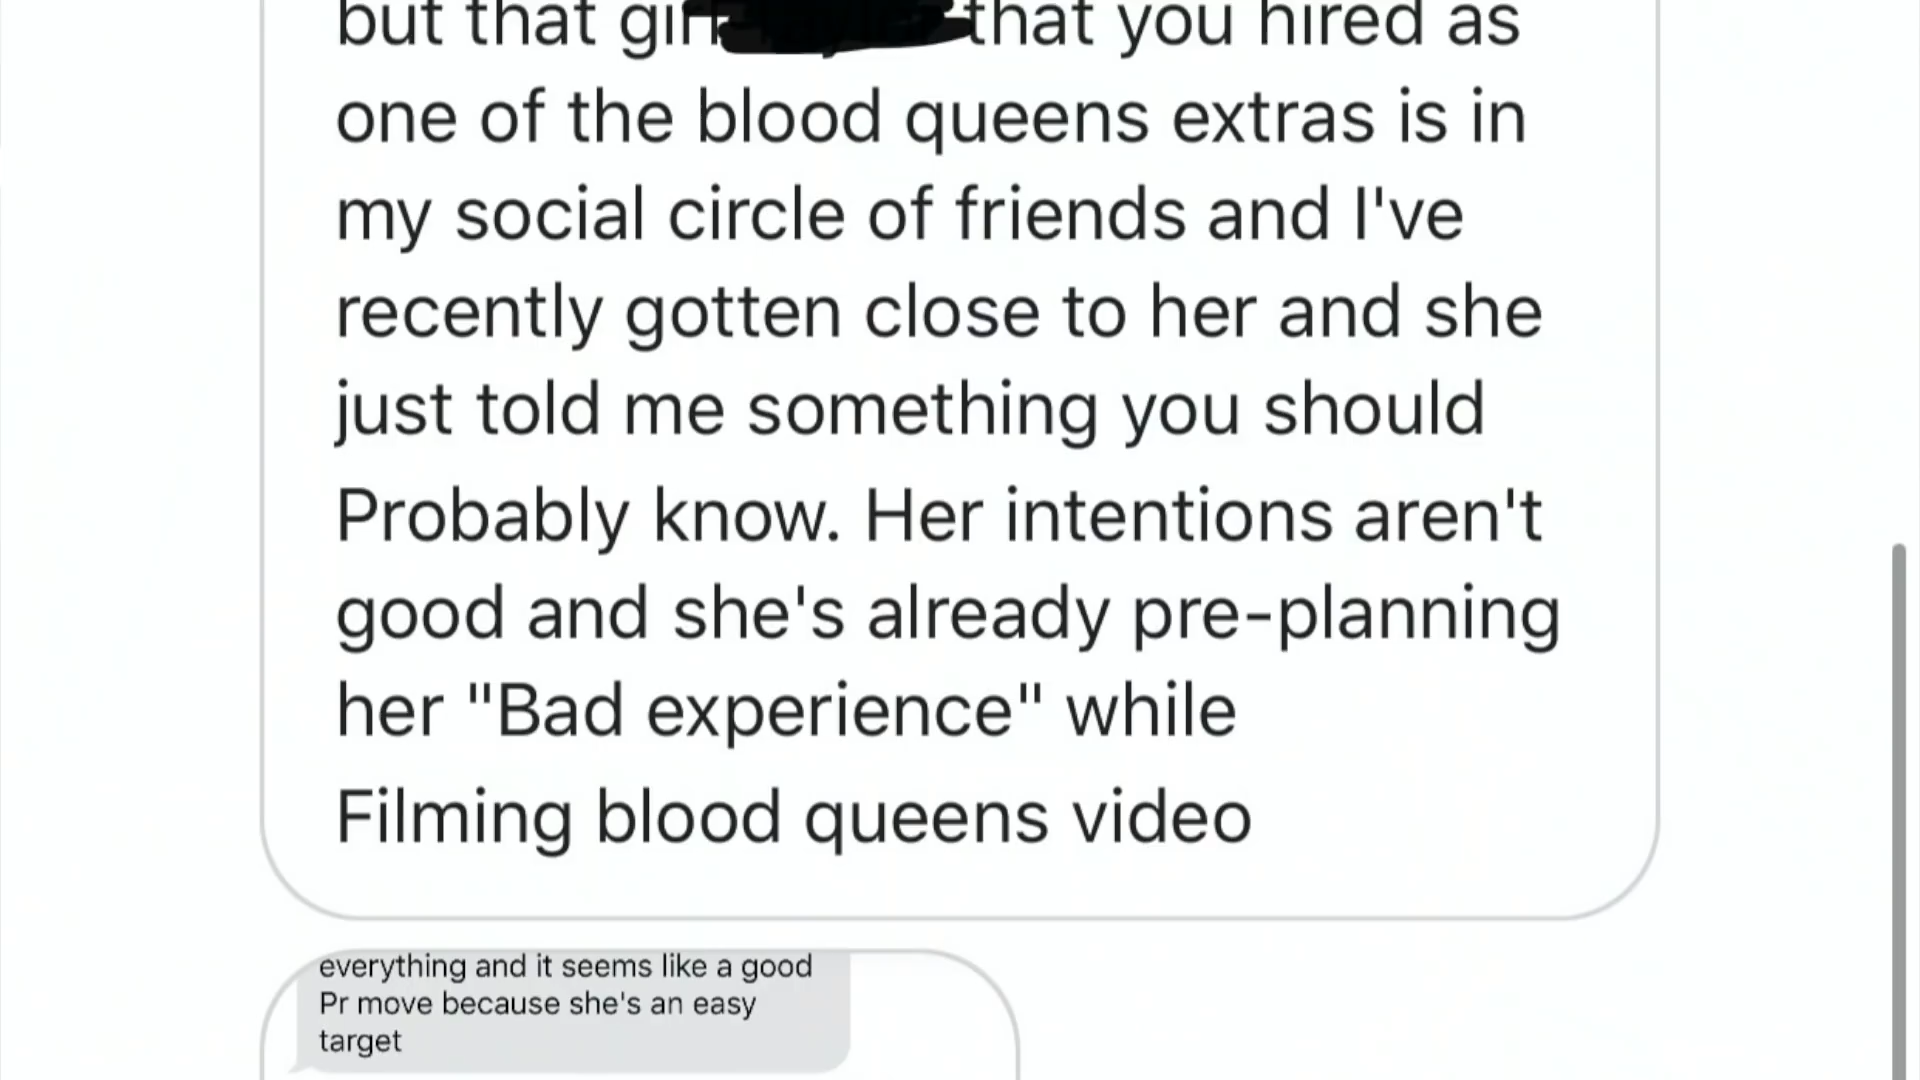 but that girl that you hired as
one of the blood queens extras is in
my social circle of friends and I've
recently gotten close to her and she
just told me something you should
Probably know. Her intentions aren't
good and she's already pre-planning
her "Bad experience" while
Filming blood queens video
everything and it seems like a good
Pr move because she's an easy
target